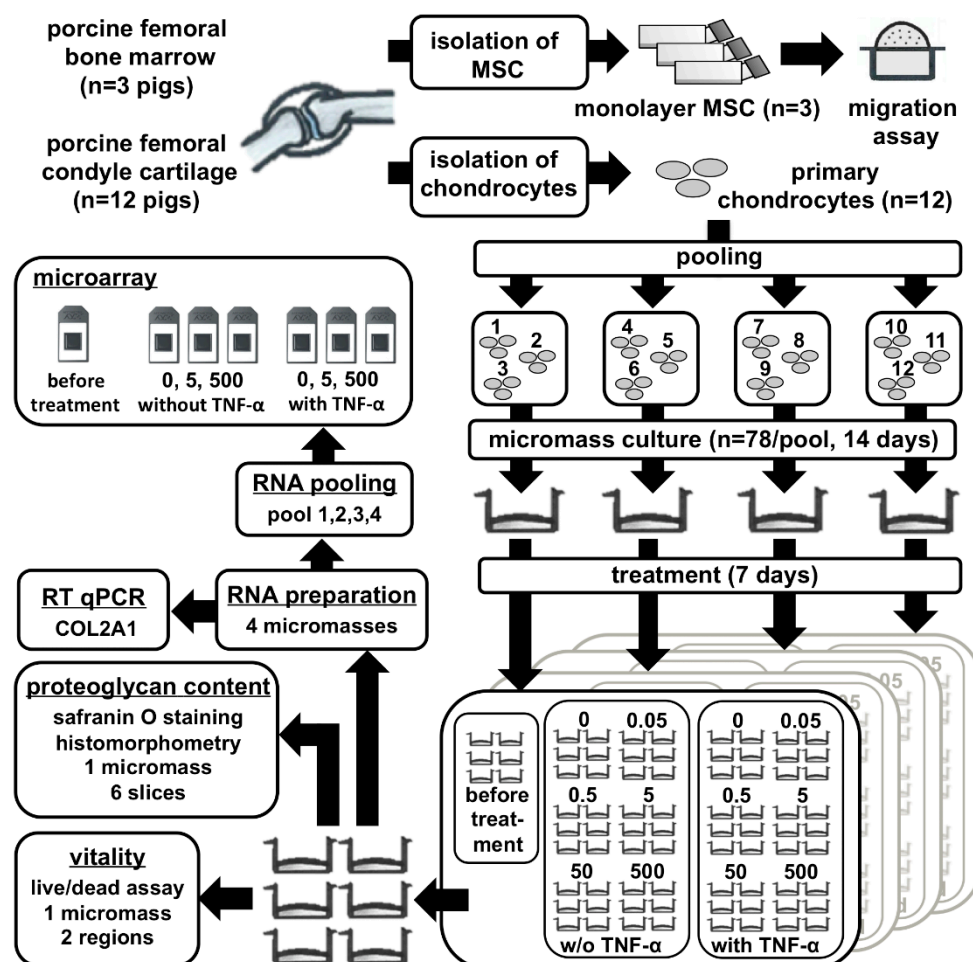 porcine femoral
bone marrow
(n=3 pigs)
isolation of
MSC
monolayer MSC (n=3)
migration
assay
porcine femoral
condyle cartilage
(n=12 pigs)
isolation of
chondrocytes
primary
chondrocytes (n=12)
pooling
1
2
3
4
5
6
7
8
9
10
11
12
micromass culture (n=78/pool, 14 days)
treatment (7 days)
microarray
before
treatment
0, 5, 500
without TNF-α
0, 5, 500
with TNF-α
RNA pooling
pool 1,2,3,4
RNA preparation
4 micromasses
RT qPCR
COL2A1
proteoglycan content
safranin O staining
histomorphometry
1 micromass
6 slices
vitality
live/dead assay
1 micromass
2 regions
before
treat-
ment
0 0.05
0.5 5
50 500
w/o TNF-α
0 0.05
0.5 5
50 500
with TNF-α